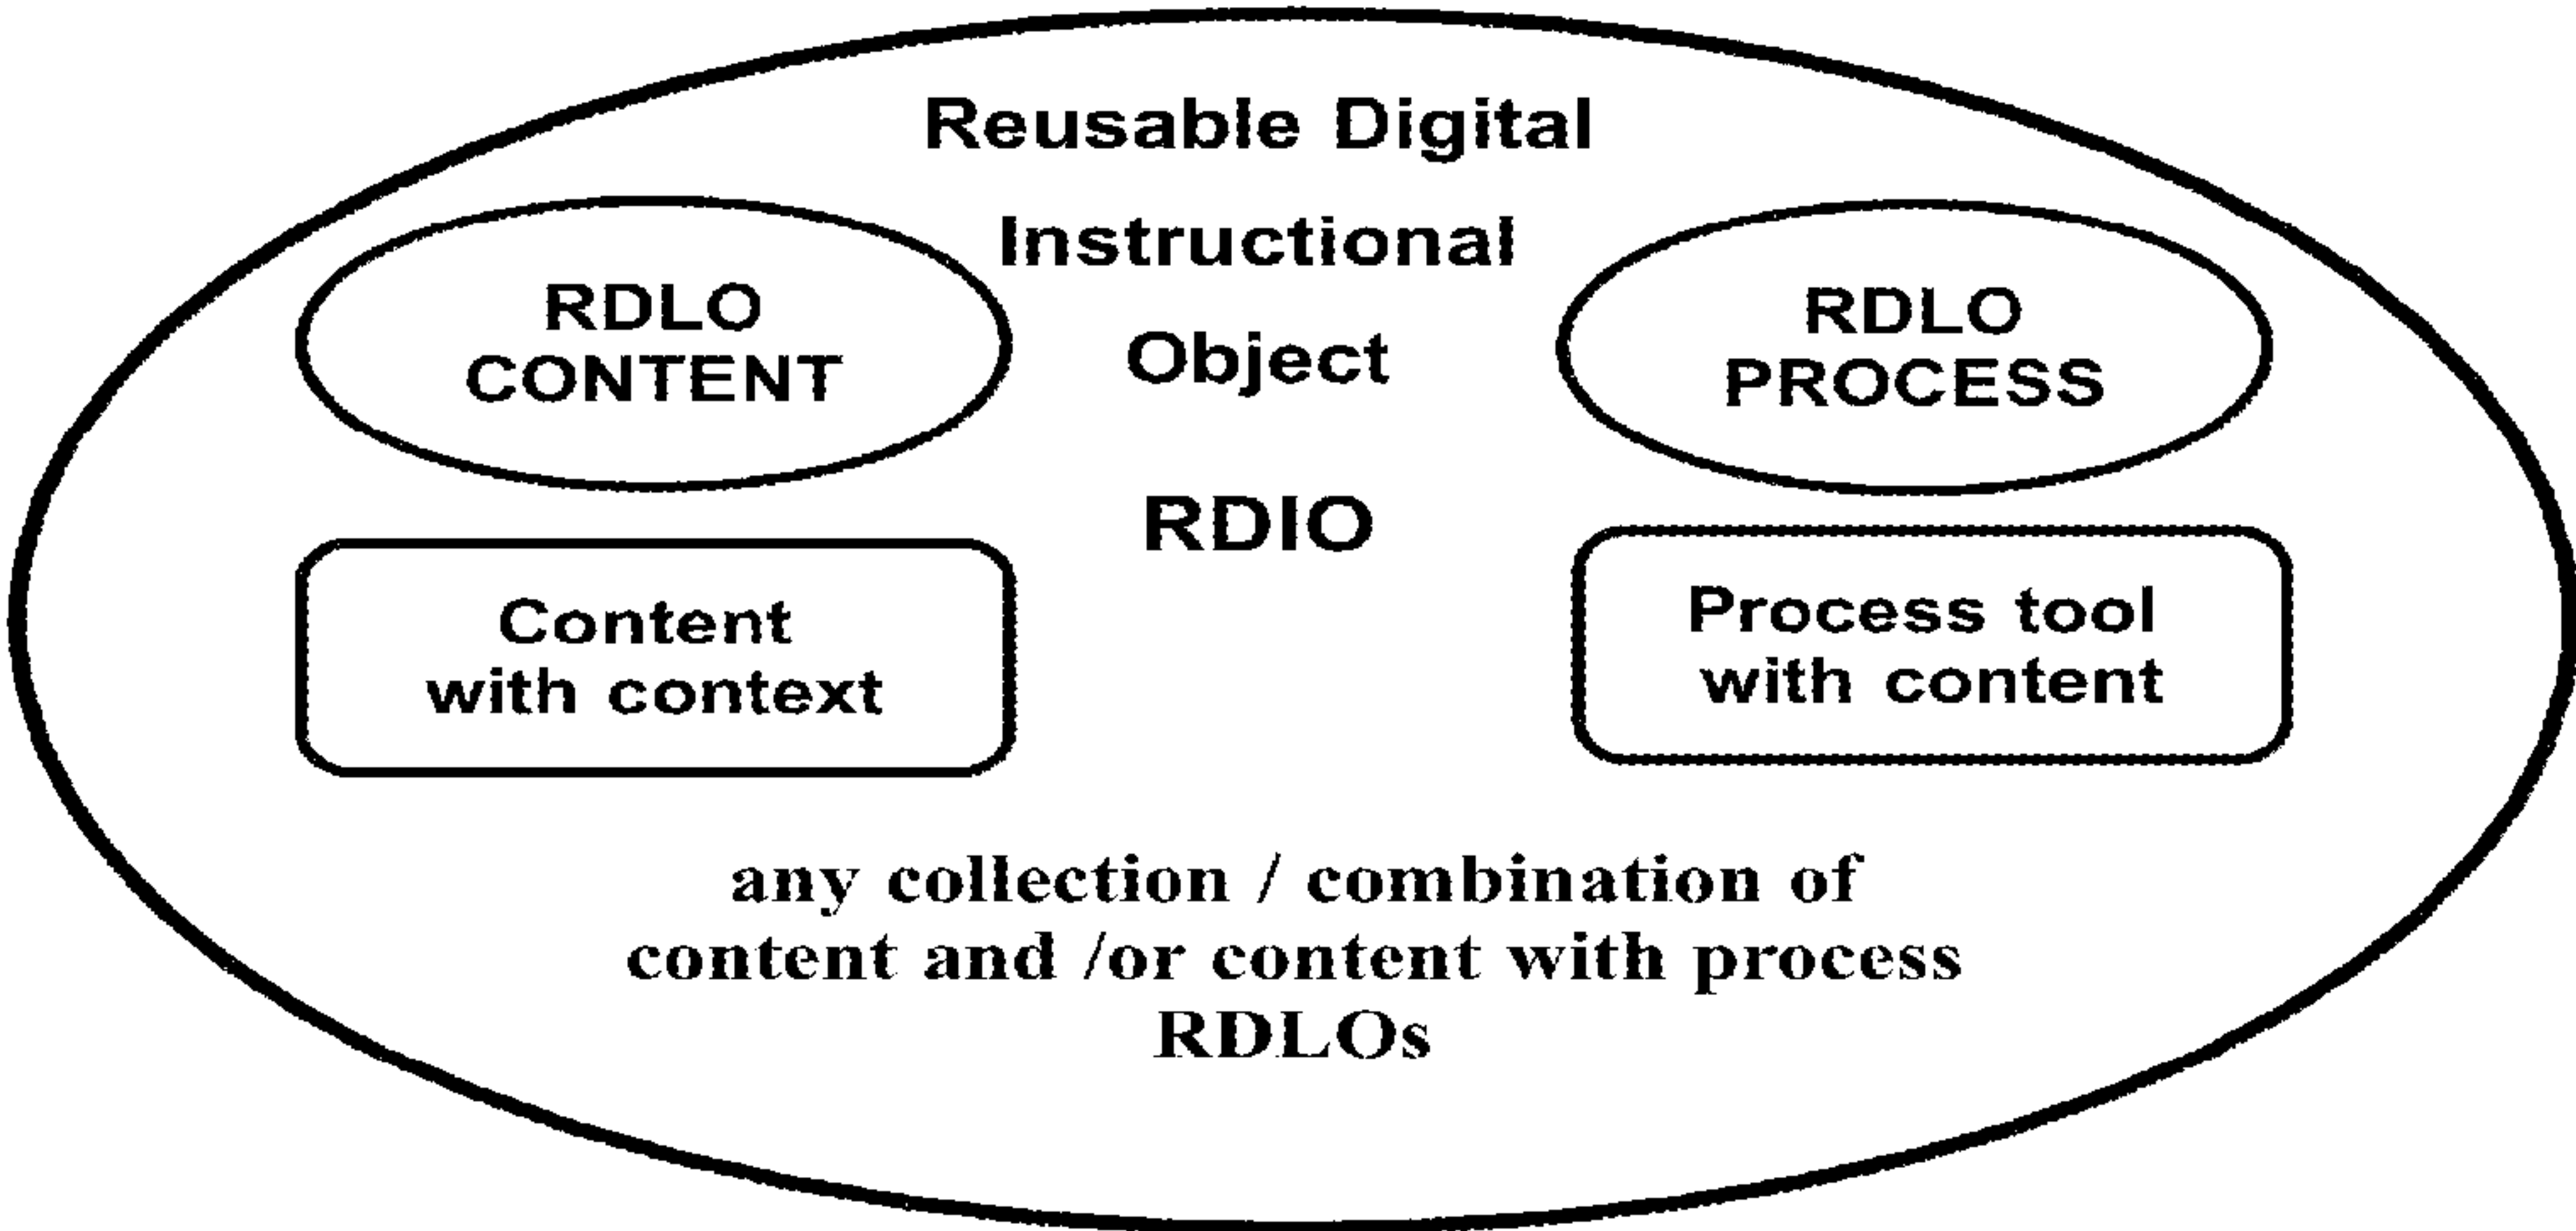 Reusable Digital
Instructional
Object
RDIO
RDLO
CONTENT
RDLO
PROCESS
Content
with context
Process tool
with content
any collection / combination of
content and /or content with process
RDLOs